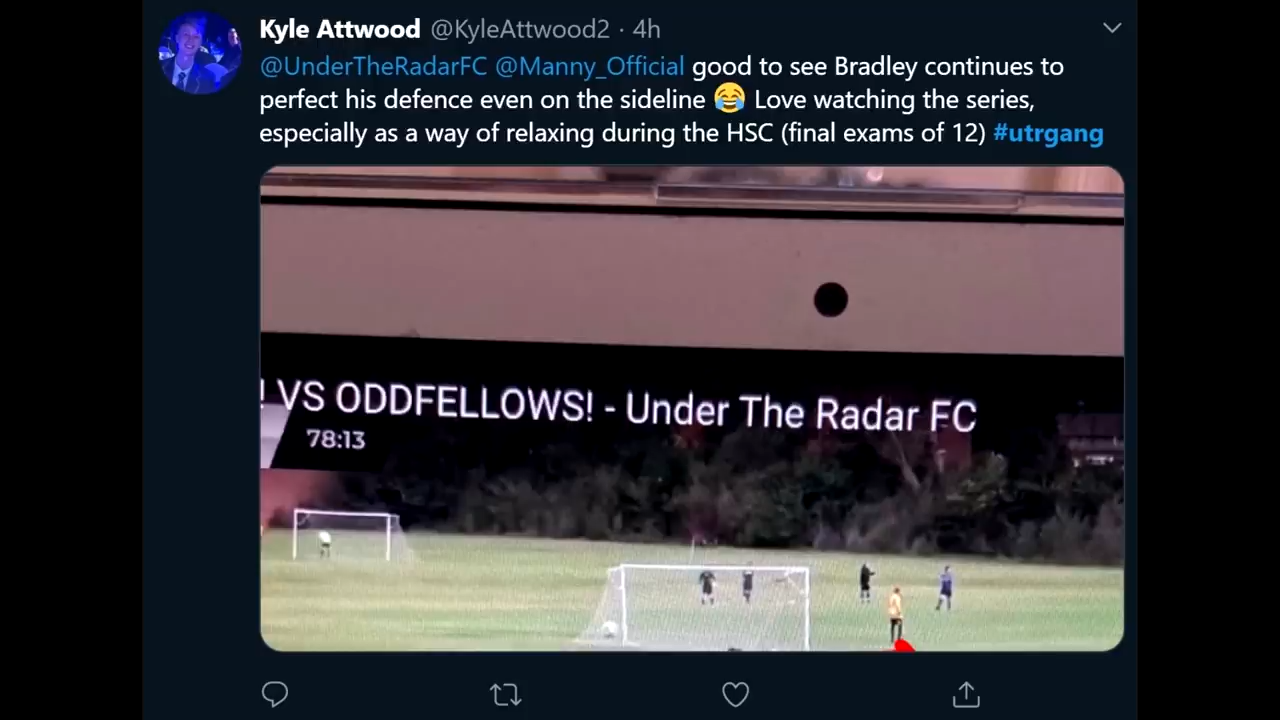 Kyle Attwood @KyleAttwood2 · 4h
@UnderTheRadarFC @Manny_Official good to see Bradley continues to
perfect his defence even on the sideline 😂 Love watching the series,
especially as a way of relaxing during the HSC (final exams of 12) #utrgang
! VS ODDFELLOWS! - Under The Radar FC
78:13